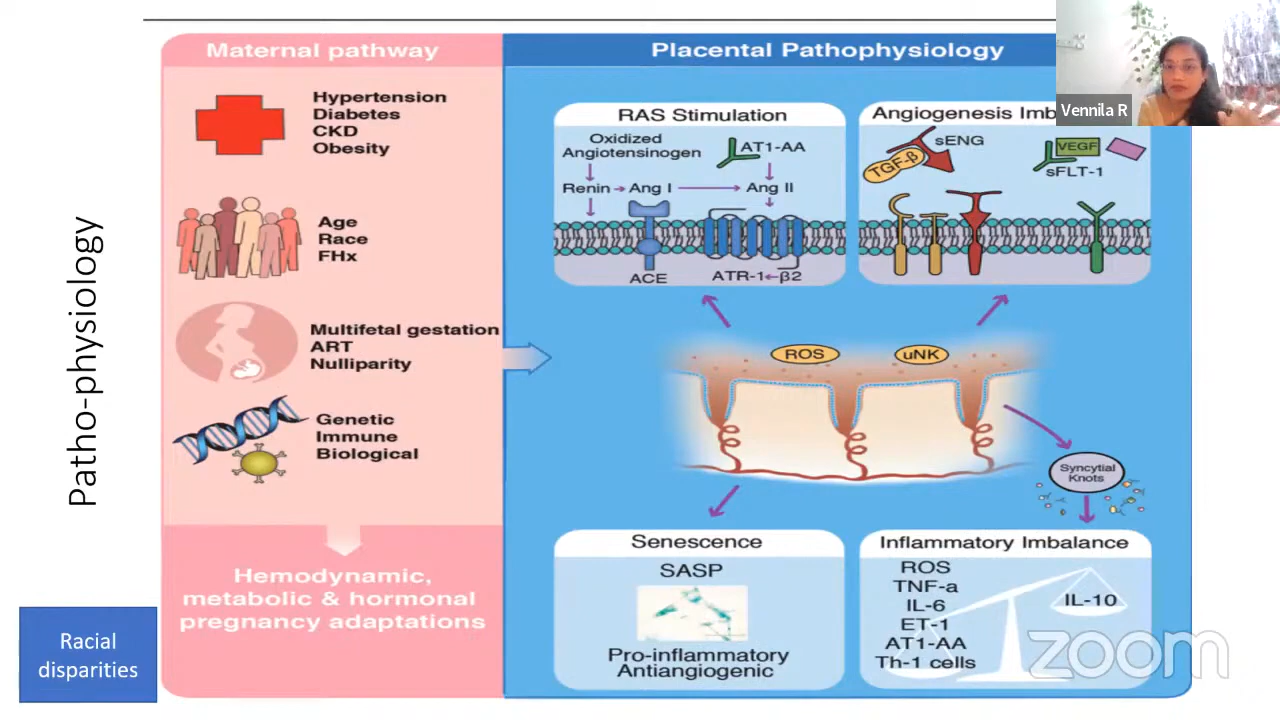 Patho-physiology
Racial
disparities
Maternal pathway
Hypertension
Diabetes
CKD
Obesity
Age
Race
FHx
Multifetal gestation
ART
Nulliparity
Genetic
Immune
Biological
Hemodynamic,
metabolic & hormonal
pregnancy adaptations
Placental Pathophysiology
RAS Stimulation
Oxidized
Angiotensinogen
AT1-AA
Renin
Ang I
Ang II
ACE
ATR-1
β2
Angiogenesis Imb
sENG
TGF-β
VEGF
sFLT-1
ROS
uNK
Syncytial
Knots
Senescence
SASP
Pro-inflammatory
Antiangiogenic
Inflammatory Imbalance
ROS
TNF-a
IL-6
ET-1
AT1-AA
Th-1 cells
IL-10
Vennila R
zoom